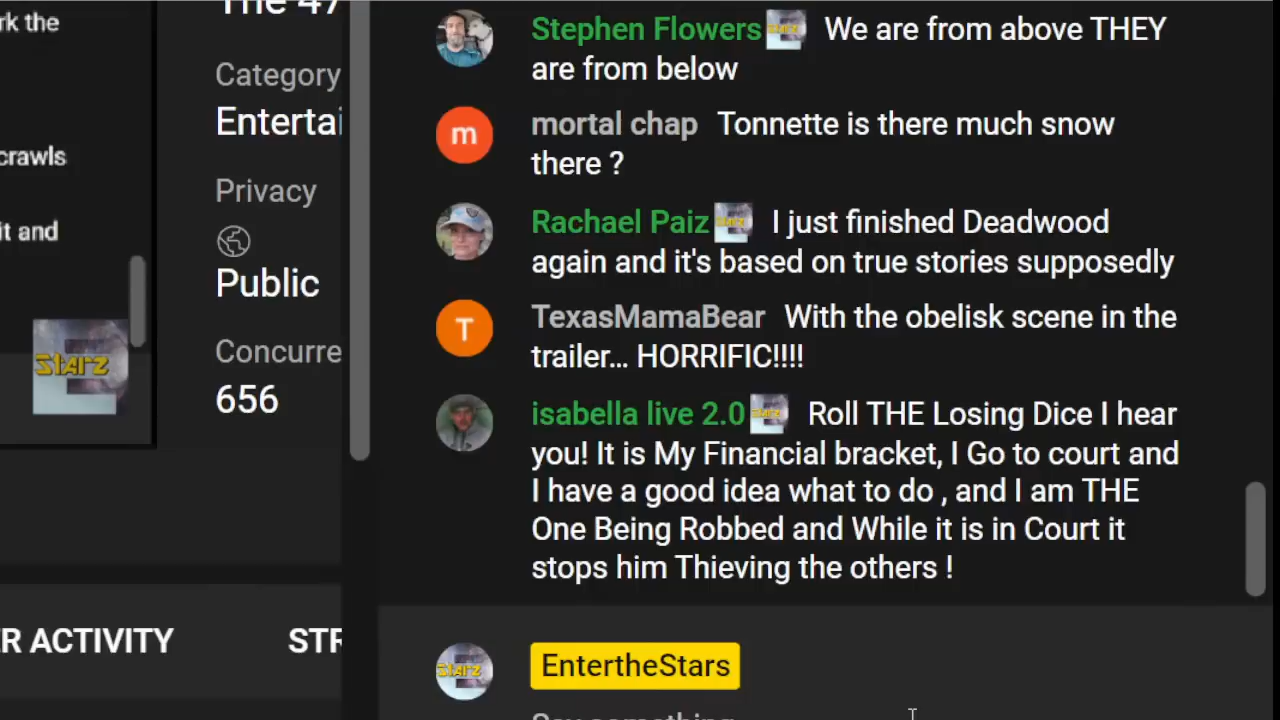 rk the
crawls
it and
Starz
The 47
Category
Entertai
Privacy
Public
Concurre
656
R ACTIVITY
STR
Stephen Flowers We are from above THEY
are from below
mortal chap Tonnette is there much snow
there ?
Rachael Paiz I just finished Deadwood
again and it's based on true stories supposedly
TexasMamaBear With the obelisk scene in the
trailer... HORRIFIC!!!!
isabella live 2.0 Roll THE Losing Dice I hear
you! It is My Financial bracket, I Go to court and
I have a good idea what to do , and I am THE
One Being Robbed and While it is in Court it
stops him Thieving the others !
EntertheStars
Say something